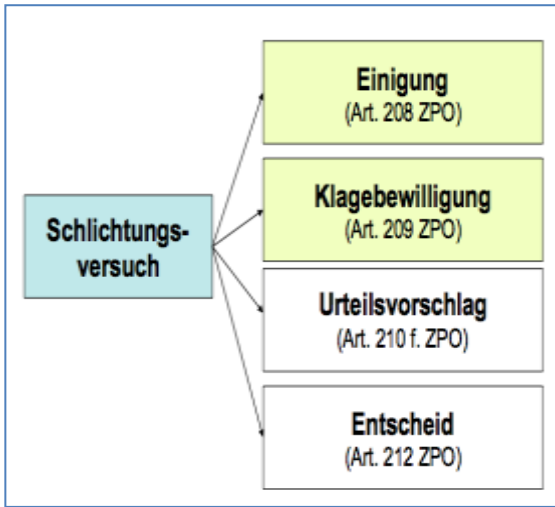 Schlichtungs-
versuch
Einigung
(Art. 208 ZPO)
Klagebewilligung
(Art. 209 ZPO)
Urteilsvorschlag
(Art. 210 f. ZPO)
Entscheid
(Art. 212 ZPO)